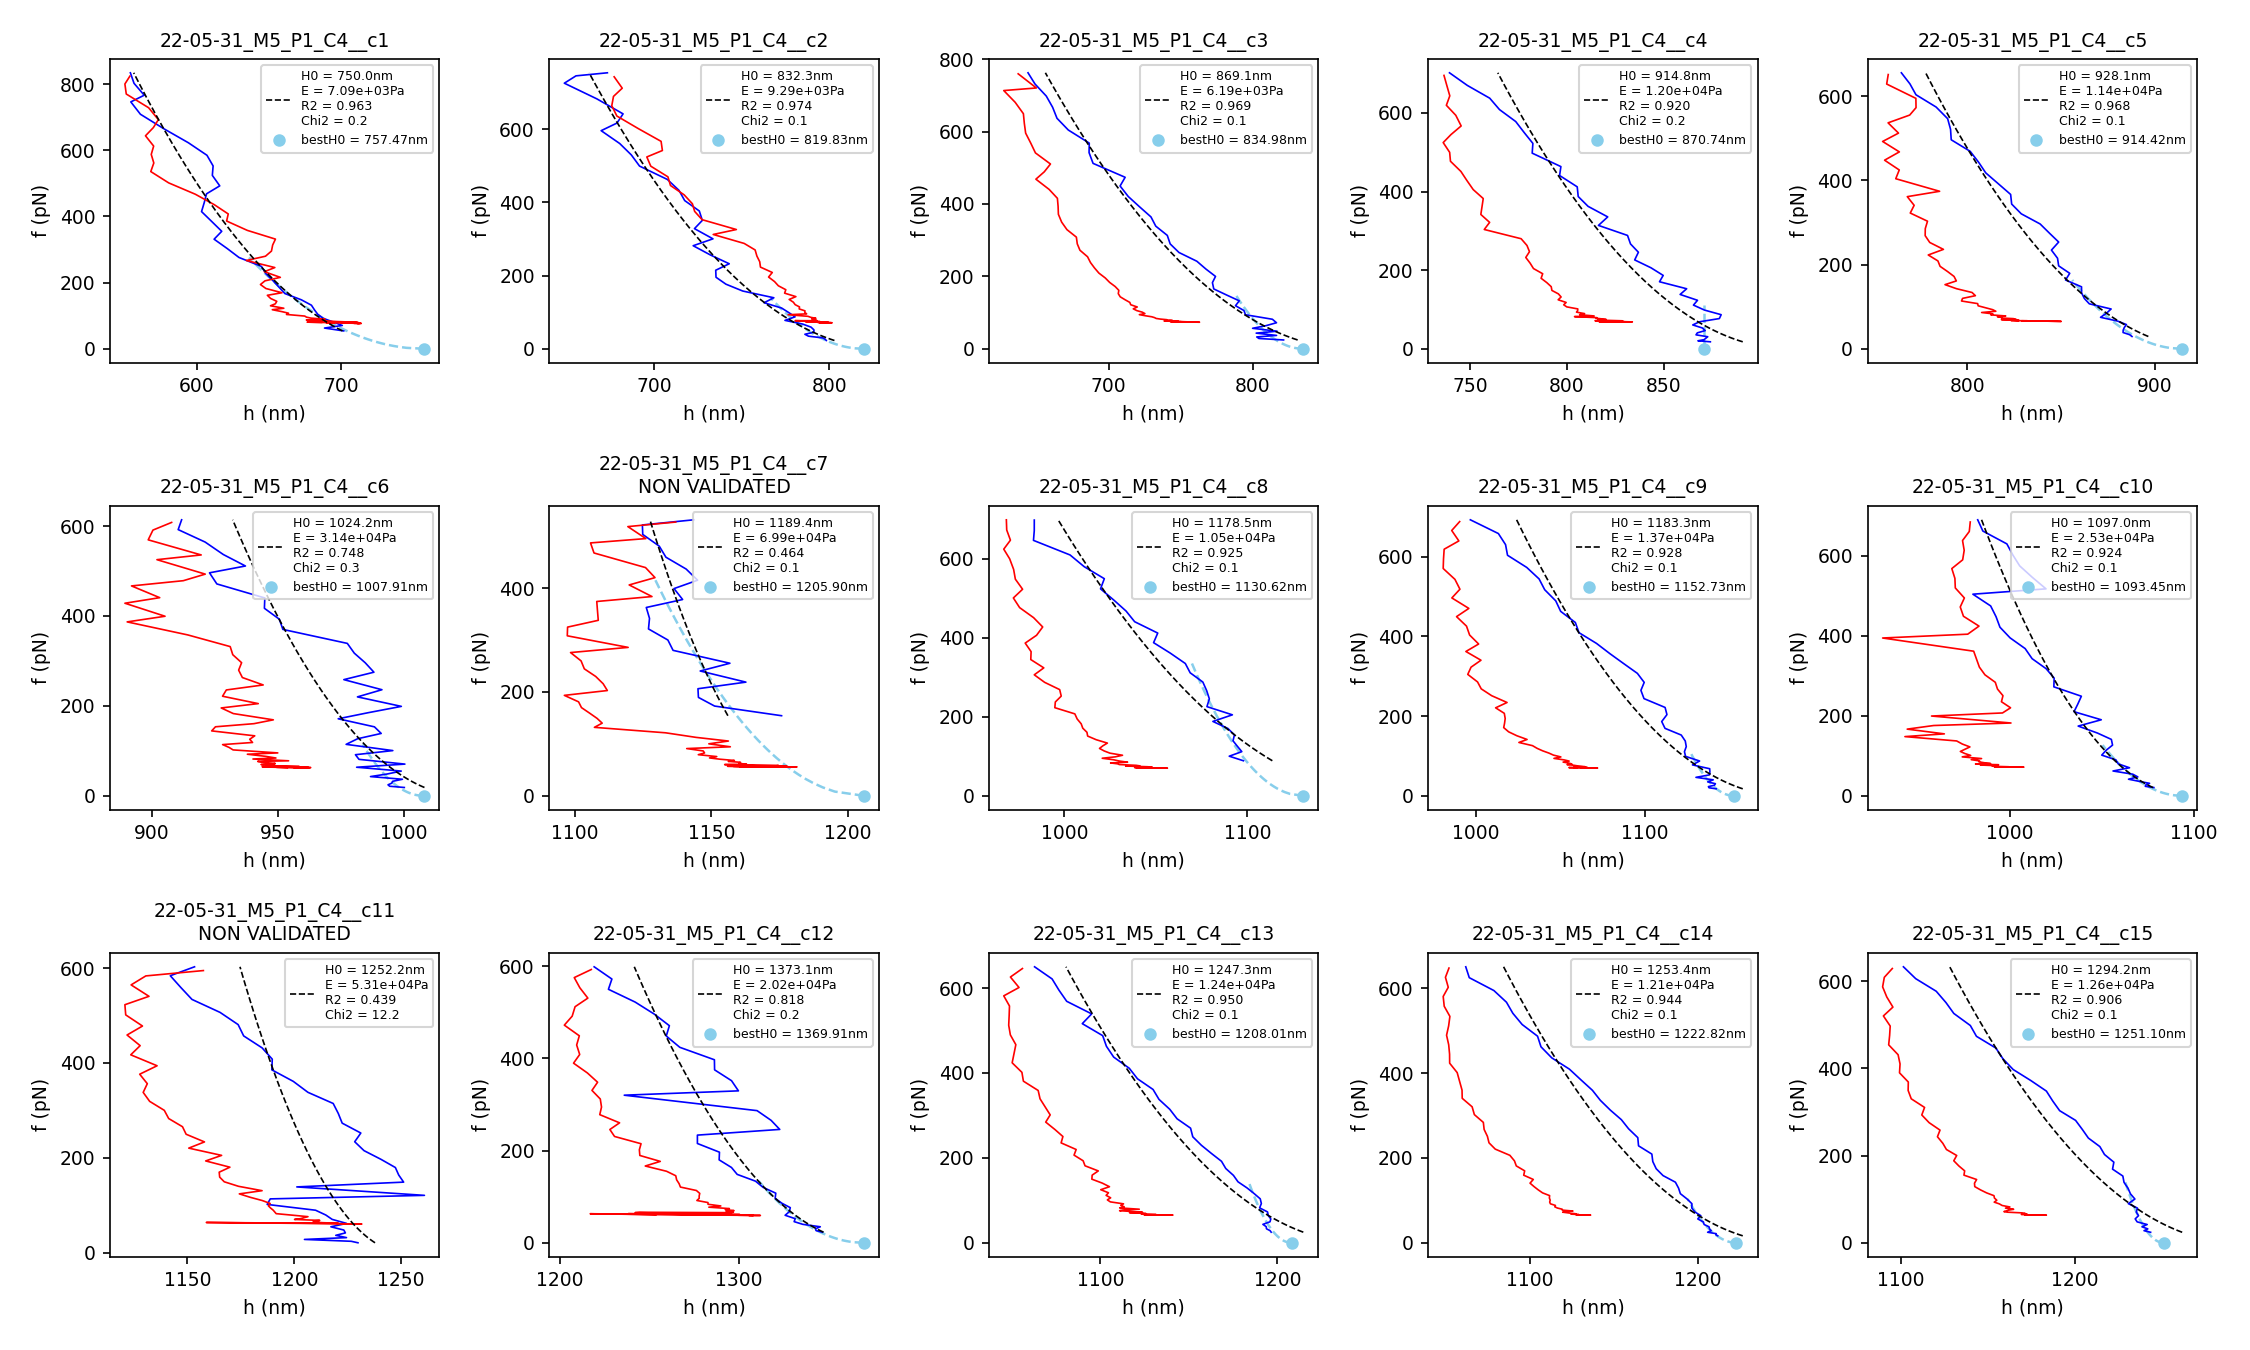 22-05-31_M5_P1_C4__c1
H0 = 750.0nm
E = 7.09e+03Pa
R2 = 0.963
Chi2 = 0.2
bestH0 = 757.47nm
800
600
400
200
0
f (pN)
600 700
h (nm)
22-05-31_M5_P1_C4__c2
H0 = 832.3nm
E = 9.29e+03Pa
R2 = 0.974
Chi2 = 0.1
bestH0 = 819.83nm
600
400
200
0
f (pN)
700 800
h (nm)
22-05-31_M5_P1_C4__c3
H0 = 869.1nm
E = 6.19e+03Pa
R2 = 0.969
Chi2 = 0.1
bestH0 = 834.98nm
800
600
400
200
0
f (pN)
700 800
h (nm)
22-05-31_M5_P1_C4__c4
H0 = 914.8nm
E = 1.20e+04Pa
R2 = 0.920
Chi2 = 0.2
bestH0 = 870.74nm
600
400
200
0
f (pN)
750 800 850
h (nm)
22-05-31_M5_P1_C4__c5
H0 = 928.1nm
E = 1.14e+04Pa
R2 = 0.968
Chi2 = 0.1
bestH0 = 914.42nm
600
400
200
0
f (pN)
800 900
h (nm)
22-05-31_M5_P1_C4__c6
H0 = 1024.2nm
E = 3.14e+04Pa
R2 = 0.748
Chi2 = 0.3
bestH0 = 1007.91nm
600
500
400
300
200
100
0
f (pN)
900 950 1000
h (nm)
22-05-31_M5_P1_C4__c7
NON VALIDATED
H0 = 1189.4nm
E = 6.99e+04Pa
R2 = 0.464
Chi2 = 0.1
bestH0 = 1205.90nm
400
200
0
f (pN)
1100 1150 1200
h (nm)
22-05-31_M5_P1_C4__c8
H0 = 1178.5nm
E = 1.05e+04Pa
R2 = 0.925
Chi2 = 0.1
bestH0 = 1130.62nm
600
400
200
0
f (pN)
1000 1100
h (nm)
22-05-31_M5_P1_C4__c9
H0 = 1183.3nm
E = 1.37e+04Pa
R2 = 0.928
Chi2 = 0.1
bestH0 = 1152.73nm
600
400
200
0
f (pN)
1000 1100
h (nm)
22-05-31_M5_P1_C4__c10
H0 = 1097.0nm
E = 2.53e+04Pa
R2 = 0.924
Chi2 = 0.1
bestH0 = 1093.45nm
600
400
200
0
f (pN)
1000 1100
h (nm)
22-05-31_M5_P1_C4__c11
NON VALIDATED
H0 = 1252.2nm
E = 5.31e+04Pa
R2 = 0.439
Chi2 = 12.2
600
400
200
0
f (pN)
1150 1200 1250
h (nm)
22-05-31_M5_P1_C4__c12
H0 = 1373.1nm
E = 2.02e+04Pa
R2 = 0.818
Chi2 = 0.2
bestH0 = 1369.91nm
600
400
200
0
f (pN)
1200 1300
h (nm)
22-05-31_M5_P1_C4__c13
H0 = 1247.3nm
E = 1.24e+04Pa
R2 = 0.950
Chi2 = 0.1
bestH0 = 1208.01nm
600
400
200
0
f (pN)
1100 1200
h (nm)
22-05-31_M5_P1_C4__c14
H0 = 1253.4nm
E = 1.21e+04Pa
R2 = 0.944
Chi2 = 0.1
bestH0 = 1222.82nm
600
400
200
0
f (pN)
1100 1200
h (nm)
22-05-31_M5_P1_C4__c15
H0 = 1294.2nm
E = 1.26e+04Pa
R2 = 0.906
Chi2 = 0.1
bestH0 = 1251.10nm
600
400
200
0
f (pN)
1100 1200
h (nm)